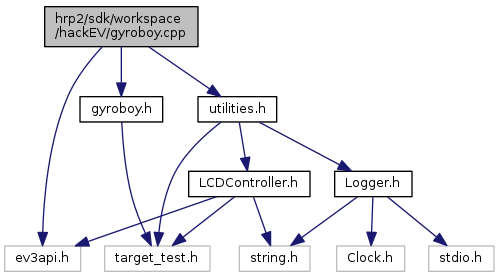 hrp2/sdk/workspace
/hackEV/gyroboy.cpp
gyroboy.h
utilities.h
LCDController.h
Logger.h
ev3api.h
target_test.h
string.h
Clock.h
stdio.h